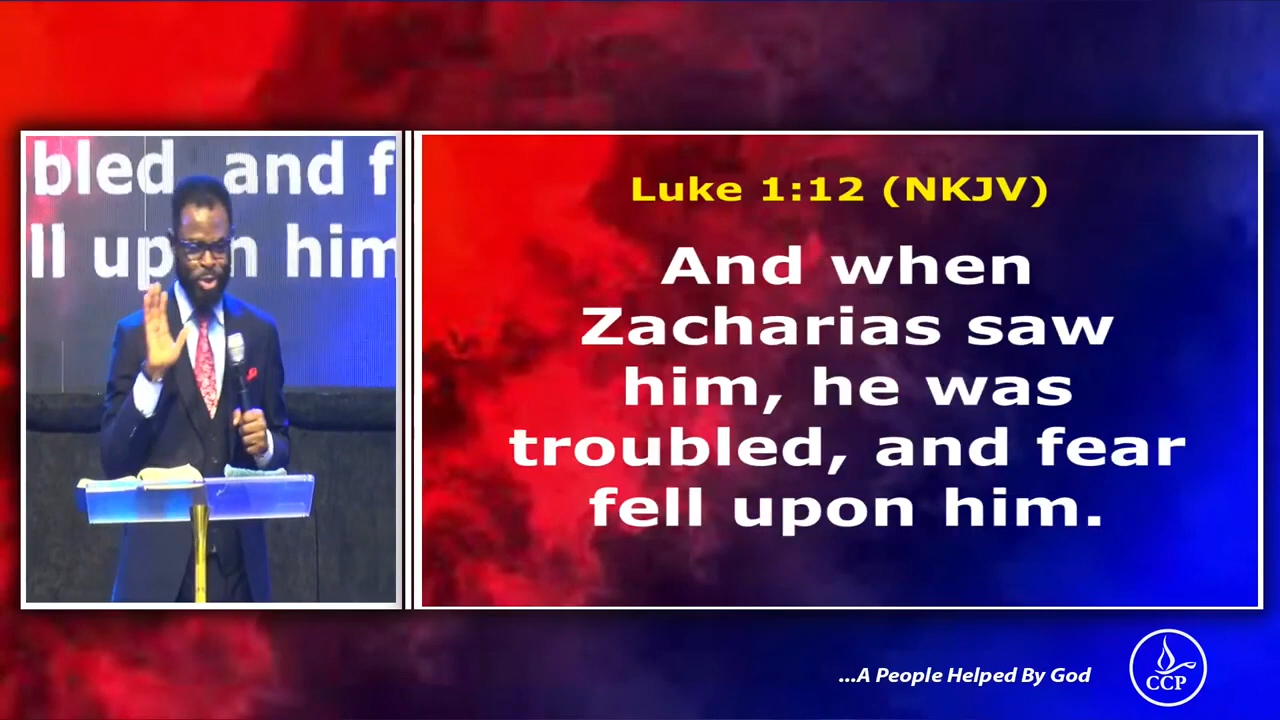 bled, and f
ll upon him
Luke 1:12 (NKJV)
And when
Zacharias saw
him, he was
troubled, and fear
fell upon him.
...A People Helped By God
CCP